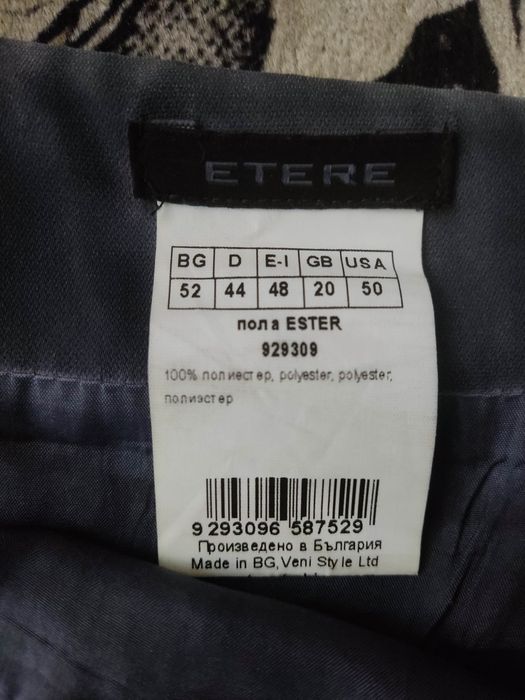 ETERE
BG D E-I GB USA
52 44 48 20 50
пола ESTER
929309
100% полиестер, polyester, polyester,
полиэстер
9 293096 587529
Произведено в България
Made in BG,Veni Style Ltd